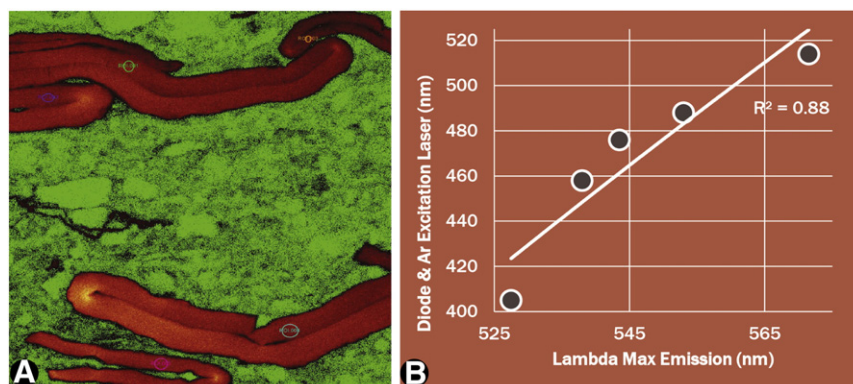 A
520
500
480
460
440
420
400
Diode & Ar Excitation Laser (nm)
R² = 0.88
525
545
565
Lambda Max Emission (nm)
B